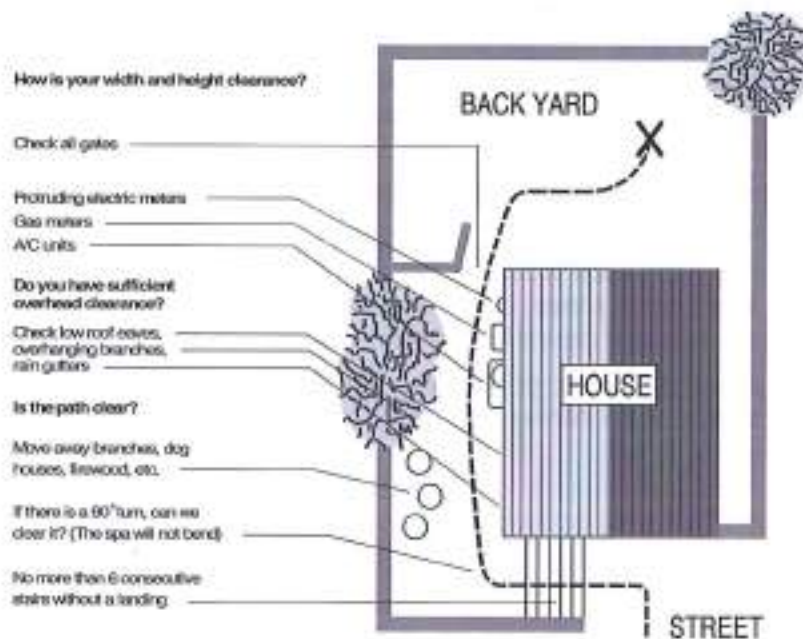 How is your width and height clearance?
BACK YARD
Check all gates
Protruding electric meters
Gas meters
A/C units
Do you have sufficient
overhead clearance?
Check low roof eaves,
overhanging branches,
rain gutters
HOUSE
Is the path clear?
Move away branches, dog
houses, firewood, etc.
If there is a 90° turn, can we
clear it? (The spa will not bend)
No more than 6 consecutive
stairs without a landing
STREET